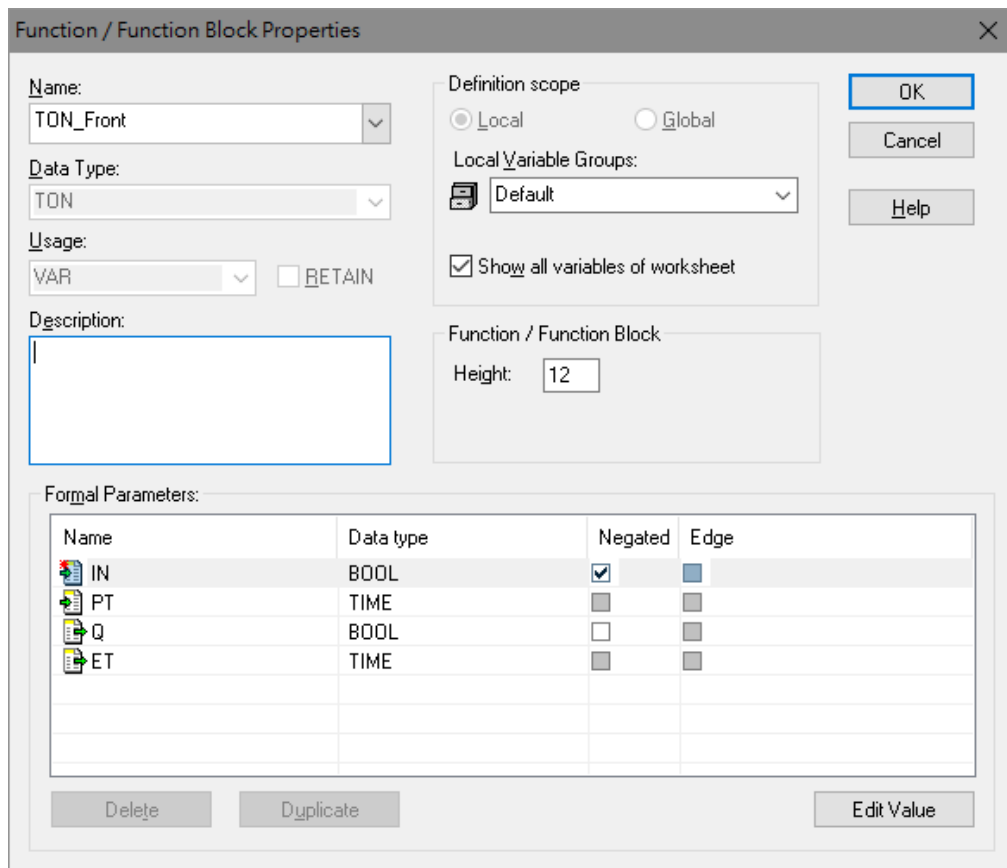 Function / Function Block Properties
Name:
TON_Front
Data Type:
TON
Usage:
VAR
RETAIN
Description:
Definition scope
Local
Global
Local Variable Groups:
Default
Show all variables of worksheet
Function / Function Block
Height:
12
OK
Cancel
Help
Formal Parameters:
Name Data type Negated Edge
IN BOOL
PT TIME
Q BOOL
ET TIME
Delete Duplicate Edit Value